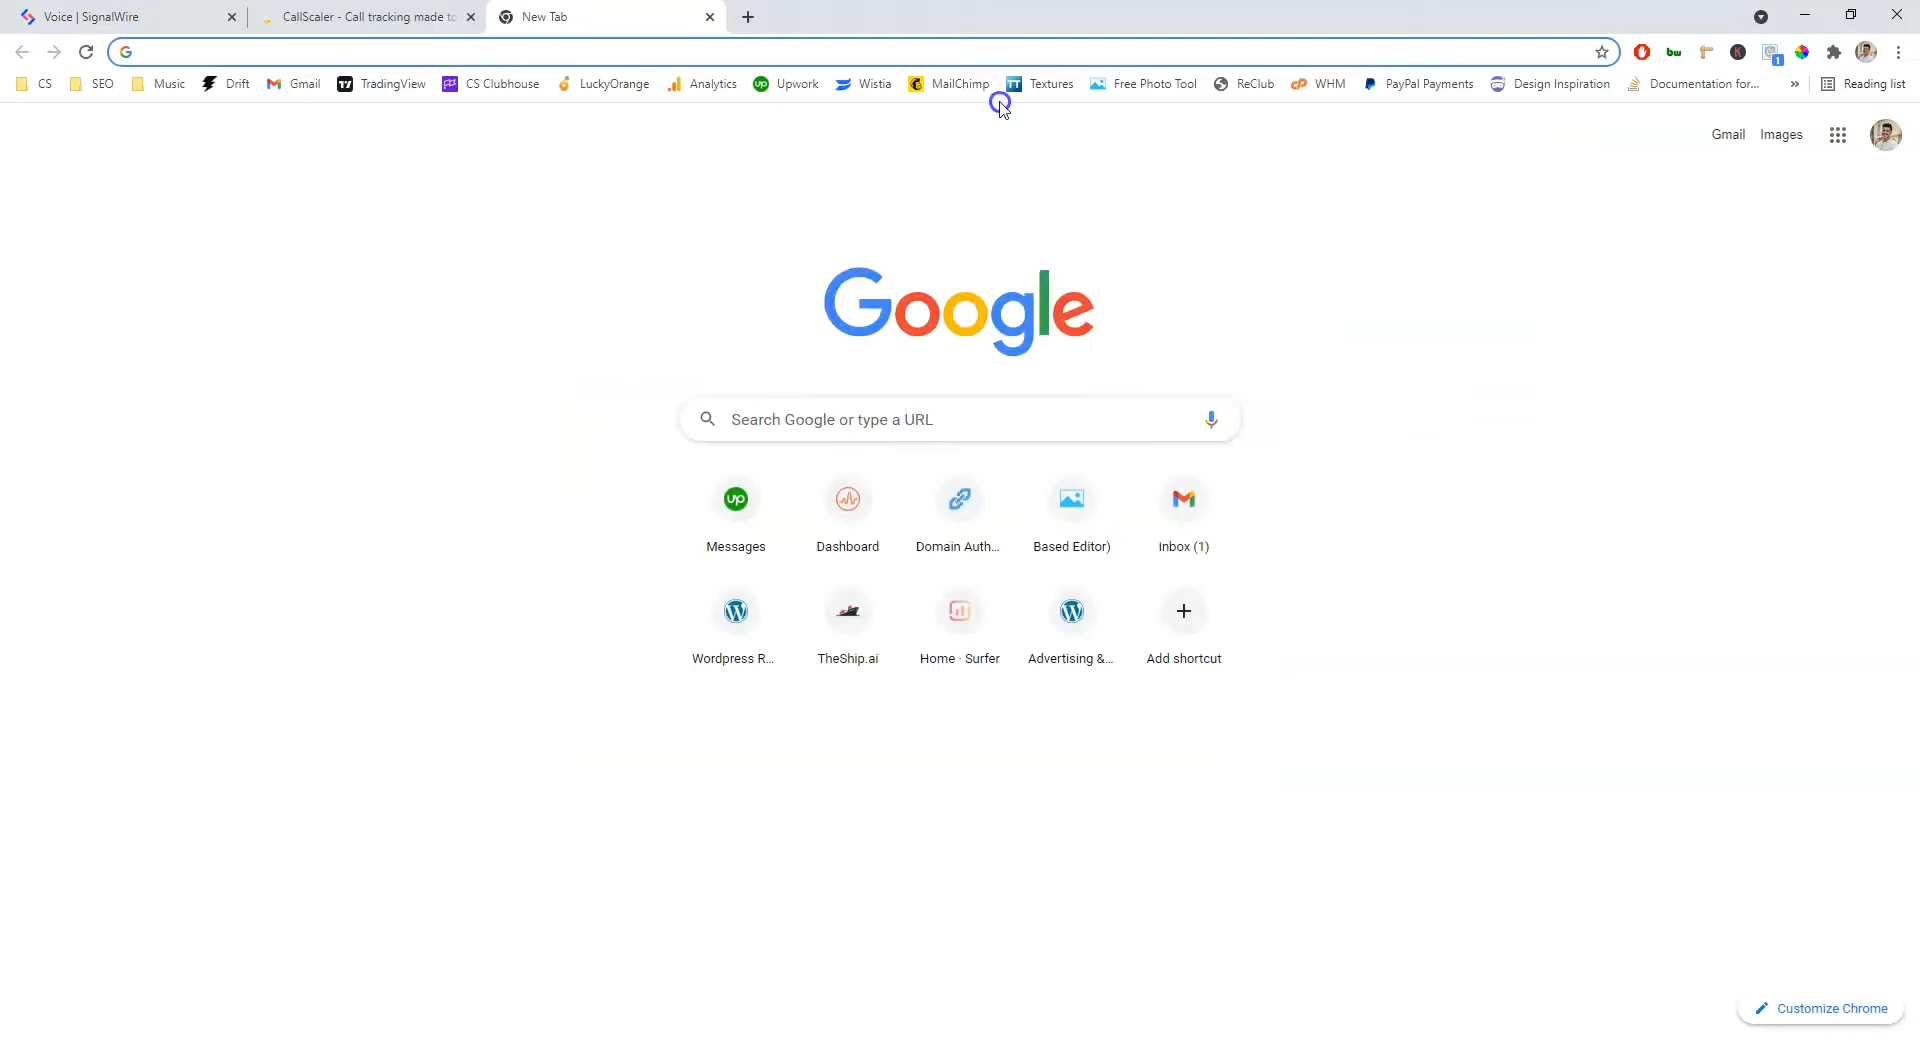 Voice | SignalWire
CallScaler - Call tracking made to
New Tab
CS SEO Music Drift Gmail TradingView CS Clubhouse LuckyOrange Analytics Upwork Wistia MailChimp Textures Free Photo Tool ReClub WHM PayPal Payments Design Inspiration Documentation for... » Reading list
Gmail Images
Google
Search Google or type a URL
Messages Dashboard Domain Auth... Based Editor) Inbox (1)
Wordpress R... TheShip.ai Home · Surfer Advertising &... Add shortcut
Customize Chrome